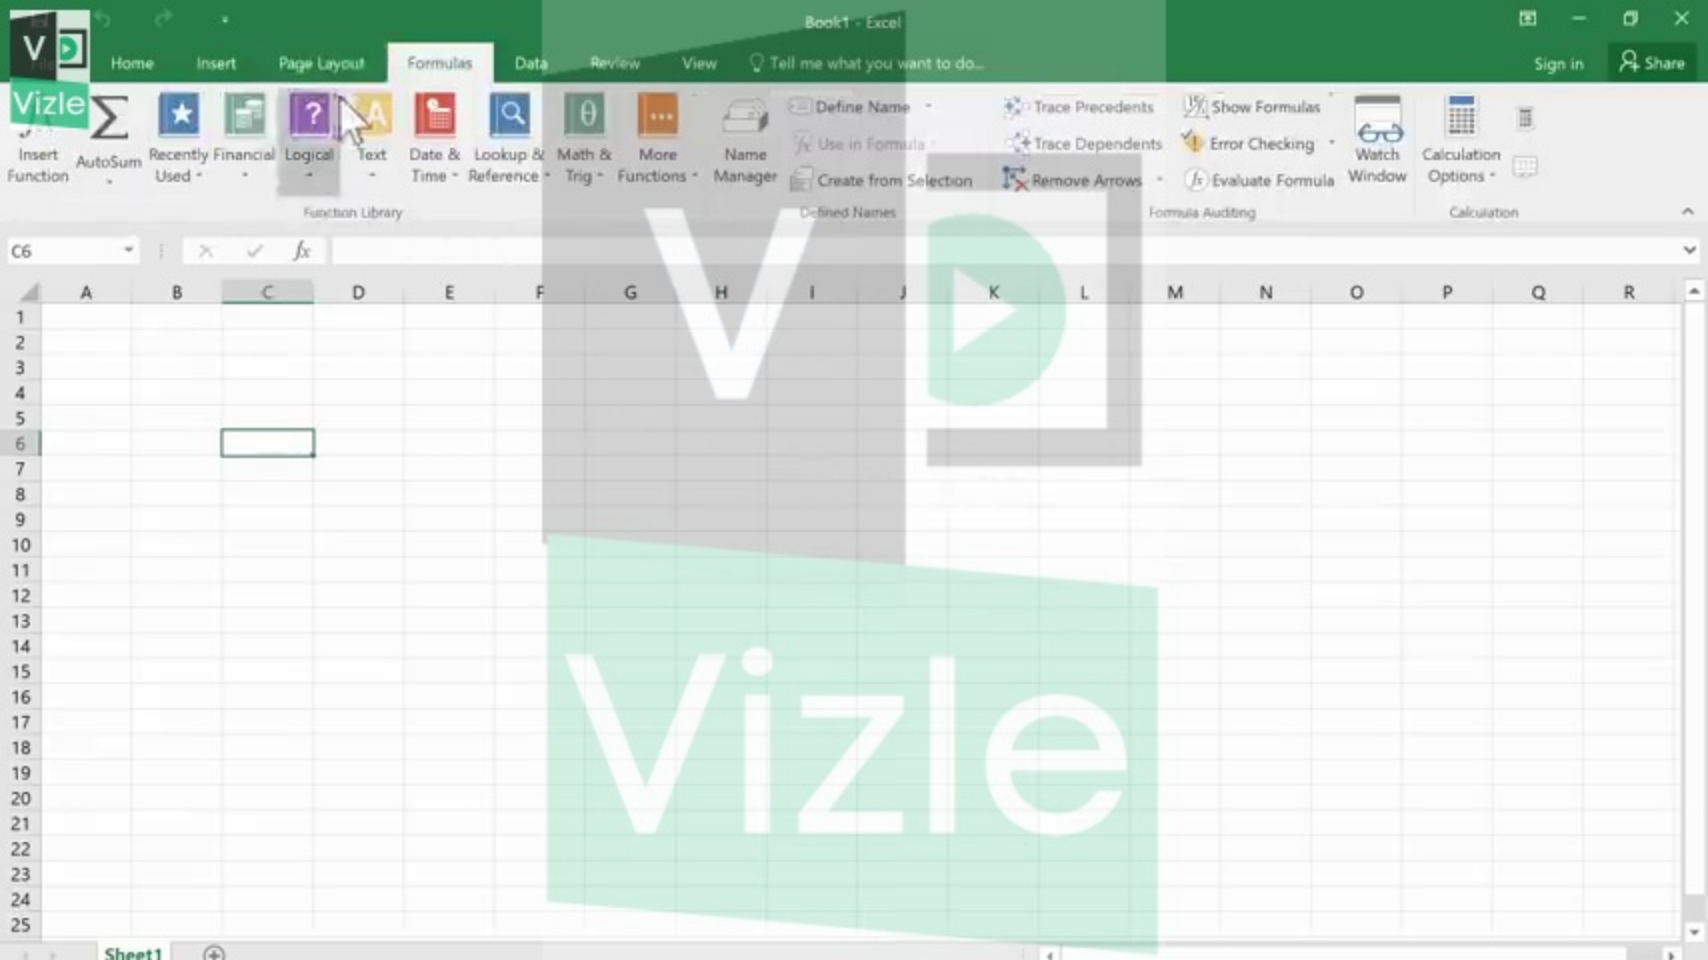 Book1 - Excel
Home Insert Page Layout Formulas Data Review View Tell me what you want to do... Sign in Share
V
Vizle
Insert Function
AutoSum
Recently Used
Financial
Logical
Text
Date & Time
Lookup & Reference
Math & Trig
More Functions
Function Library
Name Manager
Define Name
Use in Formula
Create from Selection
Defined Names
Trace Precedents
Trace Dependents
Remove Arrows
Show Formulas
Error Checking
Evaluate Formula
Formula Auditing
Watch Window
Calculation Options
Calculation
C6
fx
A B C D E F G H I J K L M N O P Q R
1
2
3
4
5
6
7
8
9
10
11
12
13
14
15
16
17
18
19
20
21
22
23
24
25
V
Vizle
Sheet1